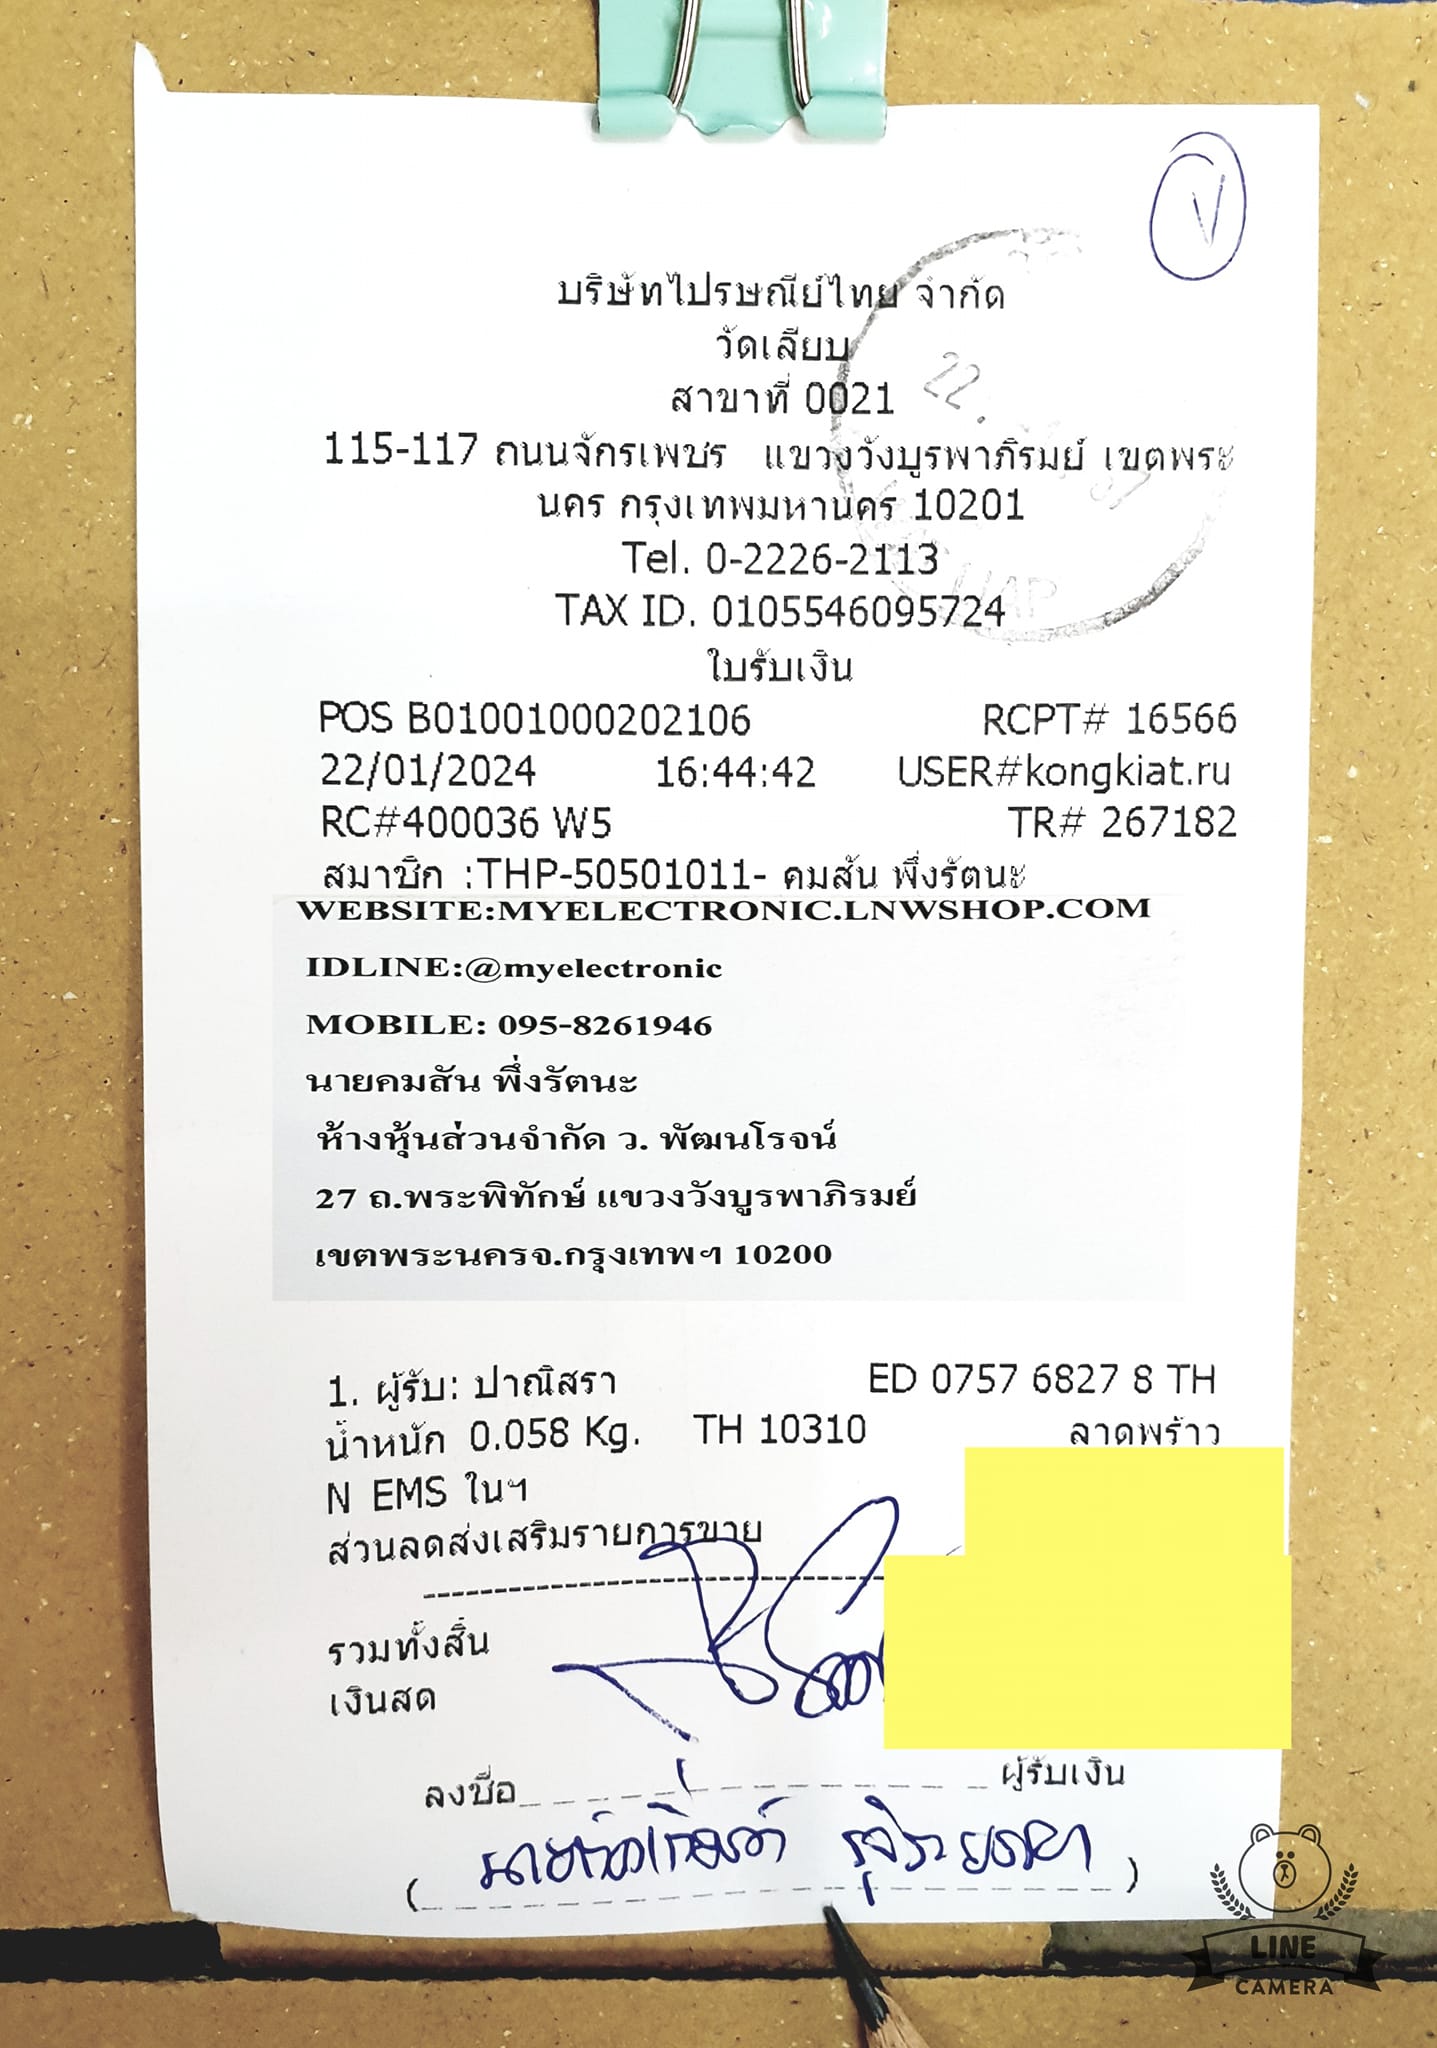 V
บริษัทไปรษณีย์ไทย จำกัด
วัดเลียบ
สาขาที่ 0021
22.
115-117 ถนนจักรเพชร แขวงวังบูรพาภิรมย์ เขตพระ
นคร กรุงเทพมหานคร 10201
Tel. 0-2226-2113
TAX ID. 0105546095724
ใบรับเงิน
POS B01001000202106 RCPT# 16566
22/01/2024 16:44:42 USER#kongkiat.ru
RC#400036 W5 TR# 267182
สมาชิก :THP-50501011- คมสัน พึ่งรัตนะ
WEBSITE:MYELECTRONIC.LNWSHOP.COM
IDLINE:@myelectronic
MOBILE: 095-8261946
นายคมสัน พึ่งรัตนะ
ห้างหุ้นส่วนจำกัด ว. พัฒนโรจน์
27 ถ.พระพิทักษ์ แขวงวังบูรพาภิรมย์
เขตพระนครจ.กรุงเทพฯ 10200
1. ผู้รับ: ปาณิสรา ED 0757 6827 8 TH
น้ำหนัก 0.058 Kg. TH 10310 ลาดพร้าว
N EMS ในฯ
ส่วนลดส่งเสริมรายการขาย
รวมทั้งสิ้น
เงินสด
ลงชื่อ ผู้รับเงิน
LINE
CAMERA